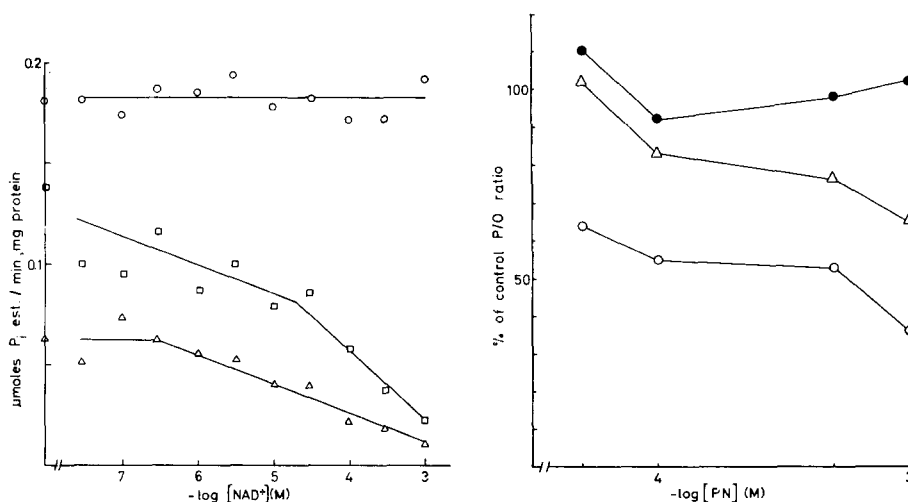 μmoles Pi est. / min, mg protein
0.2
0.1
7 6 5 4 3
-log [NAD+](M)
% of control P/O ratio
100
50
4 3
-log [PN] (M)